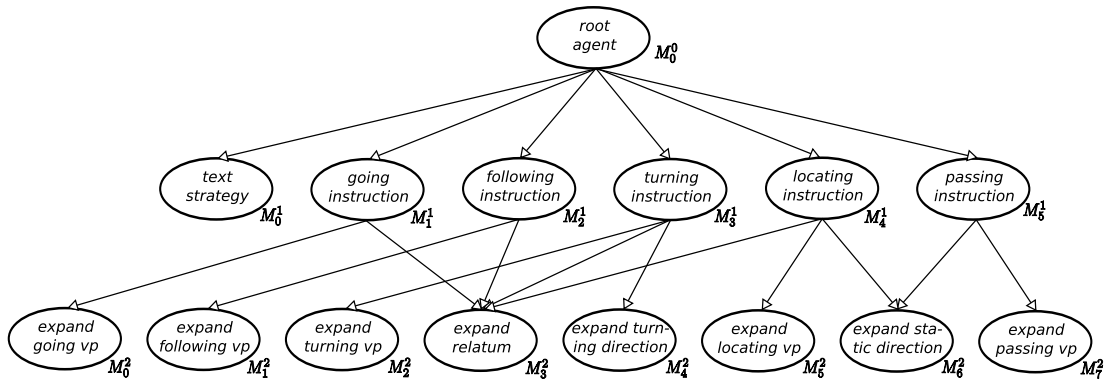 root
agent
M_0^0
text
strategy
M_0^1
going
instruction
M_1^1
following
instruction
M_2^1
turning
instruction
M_3^1
locating
instruction
M_4^1
passing
instruction
M_5^1
expand
going vp
M_0^2
expand
following vp
M_1^2
expand
turning vp
M_2^2
expand
relatum
M_3^2
expand turn-
ing direction
M_4^2
expand
locating vp
M_5^2
expand sta-
tic direction
M_6^2
expand
passing vp
M_7^2